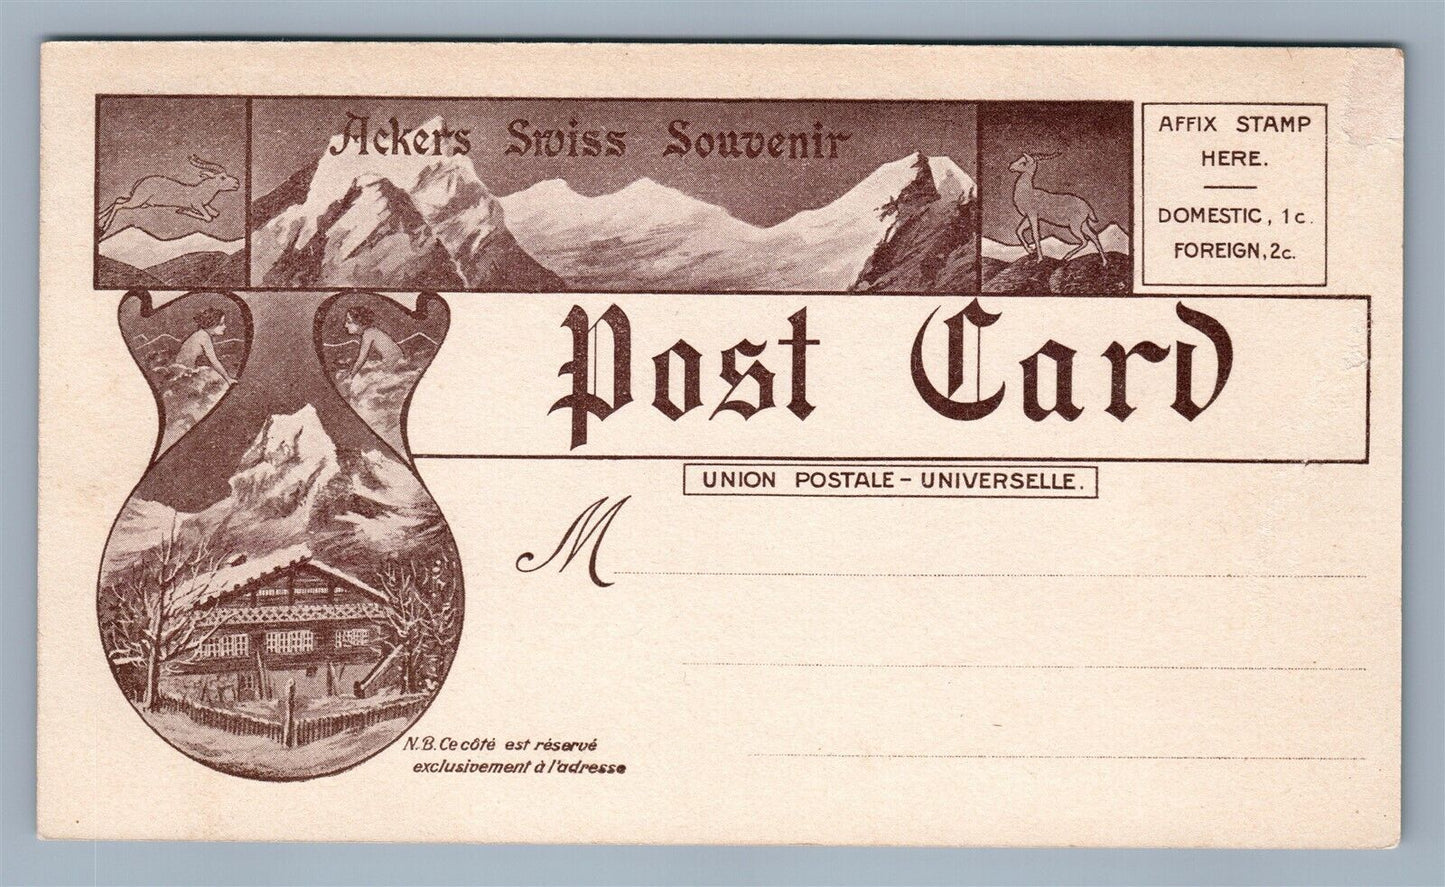 Ackers Swiss Souvenir
AFFIX STAMP
HERE.
DOMESTIC, 1c.
FOREIGN, 2c.
Post Card
UNION POSTALE - UNIVERSELLE.
M
N.B. Ce côté est réservé
exclusivement à l'adresse